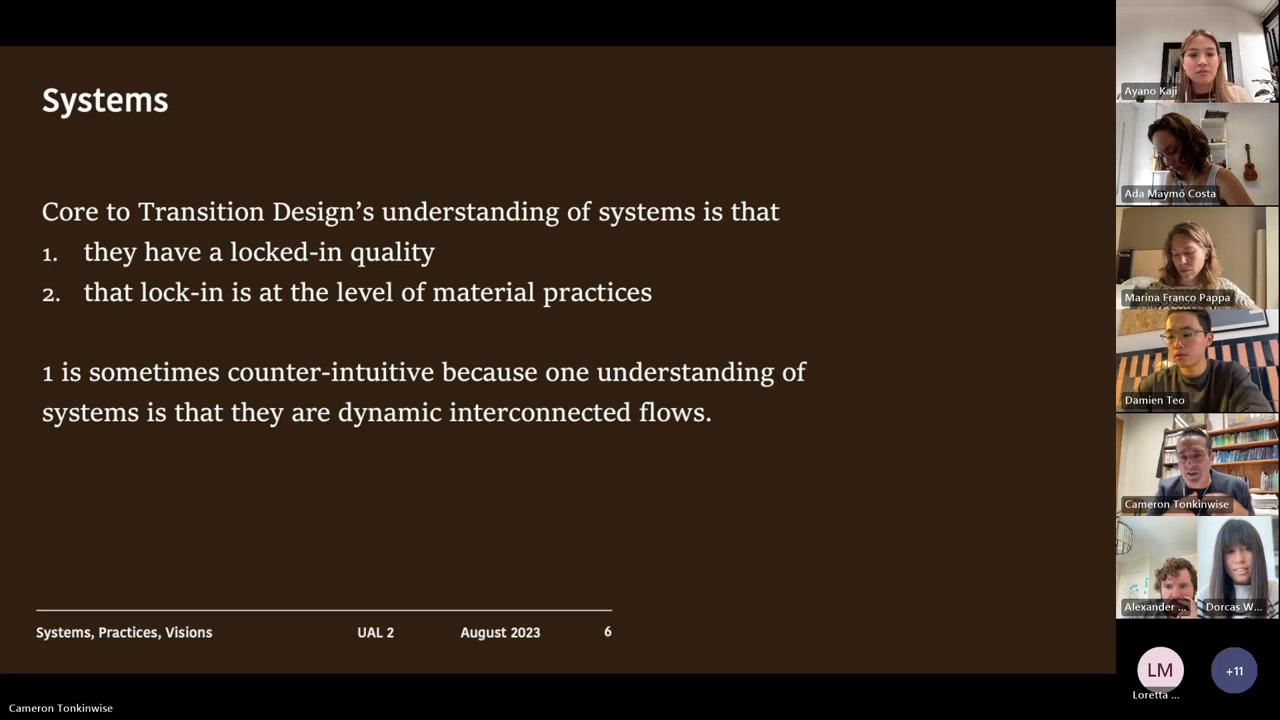 Systems
Core to Transition Design’s understanding of systems is that
1. they have a locked-in quality
2. that lock-in is at the level of material practices
1 is sometimes counter-intuitive because one understanding of
systems is that they are dynamic interconnected flows.
Systems, Practices, Visions UAL 2 August 2023 6
Cameron Tonkinwise
Ayano Kaji
Ada Maymó Costa
Marina Franco Pappa
Damien Teo
Cameron Tonkinwise
Alexander ... Dorcas W...
LM +11
Loretta ...